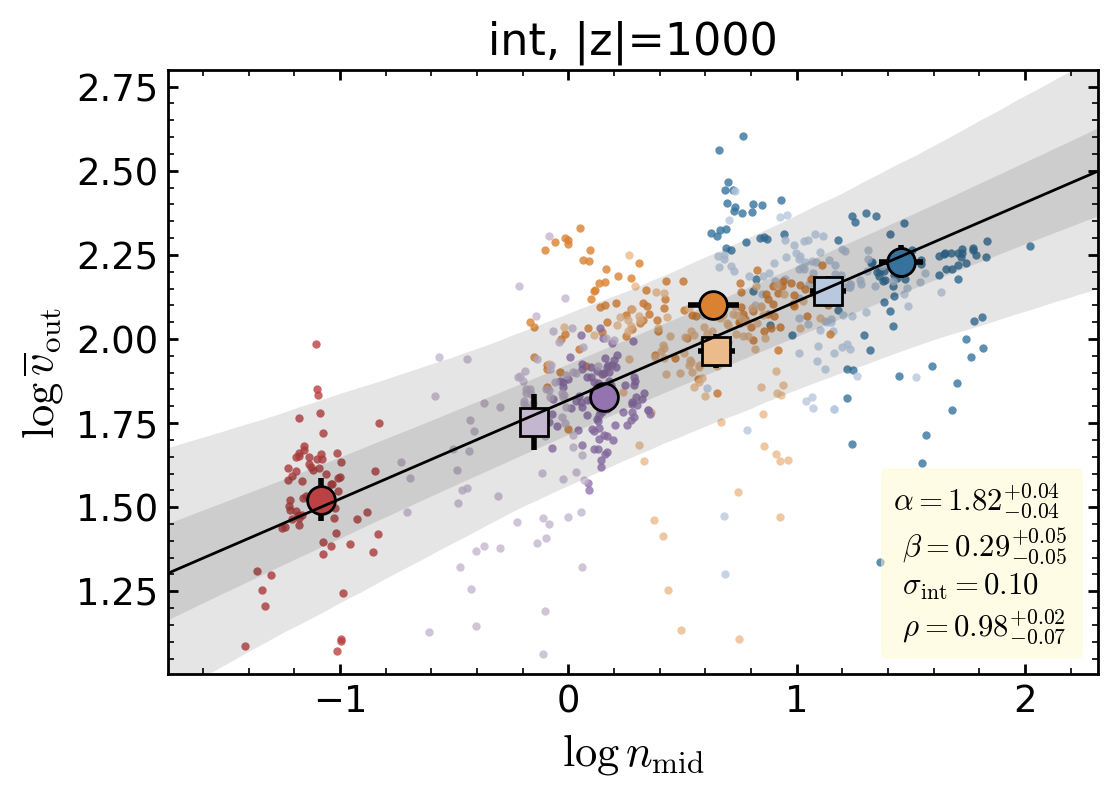 int, |z|=1000
2.75
2.50
2.25
2.00
1.75
1.50
1.25
log v̅_out
α = 1.82 +0.04 −0.04
β = 0.29 +0.05 −0.05
σ_int = 0.10
ρ = 0.98 +0.02 −0.07
−1 0 1 2
log n_mid